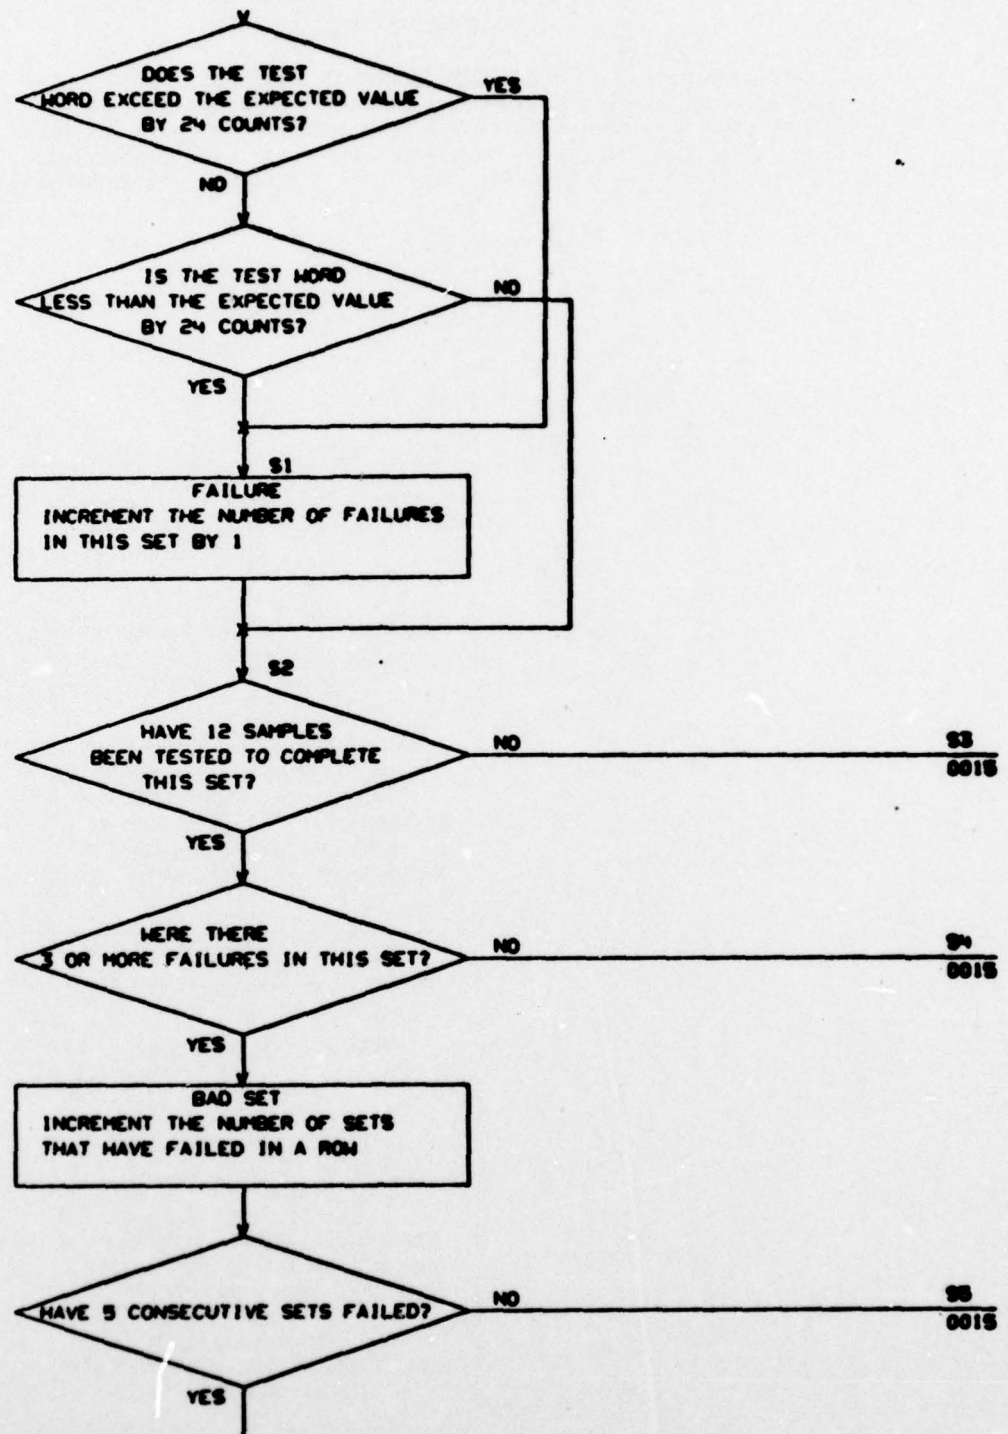 DOES THE TEST
WORD EXCEED THE EXPECTED VALUE
BY 24 COUNTS?
YES
NO
IS THE TEST WORD
LESS THAN THE EXPECTED VALUE
BY 24 COUNTS?
NO
YES
S1
FAILURE
INCREMENT THE NUMBER OF FAILURES
IN THIS SET BY 1
S2
HAVE 12 SAMPLES
BEEN TESTED TO COMPLETE
THIS SET?
NO
S3
0015
YES
WERE THERE
3 OR MORE FAILURES IN THIS SET?
NO
S4
0015
YES
BAD SET
INCREMENT THE NUMBER OF SETS
THAT HAVE FAILED IN A ROW
HAVE 5 CONSECUTIVE SETS FAILED?
NO
S5
0015
YES